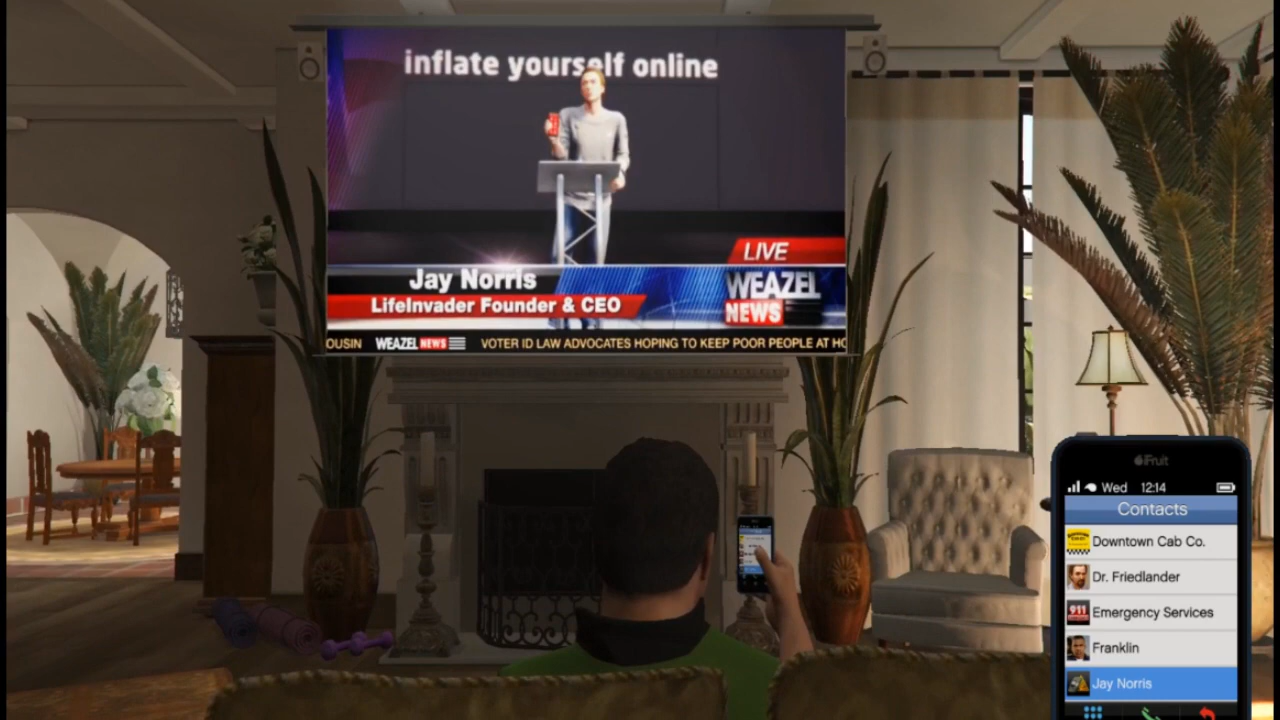 inflate yourself online
LIVE
Jay Norris
WEAZEL
LifeInvader Founder & CEO
NEWS
OUSIN WEAZEL NEWS VOTER ID LAW ADVOCATES HOPING TO KEEP POOR PEOPLE AT HO
iFruit
Wed 12:14
Contacts
Downtown Cab Co.
Dr. Friedlander
911
Emergency Services
Franklin
Jay Norris